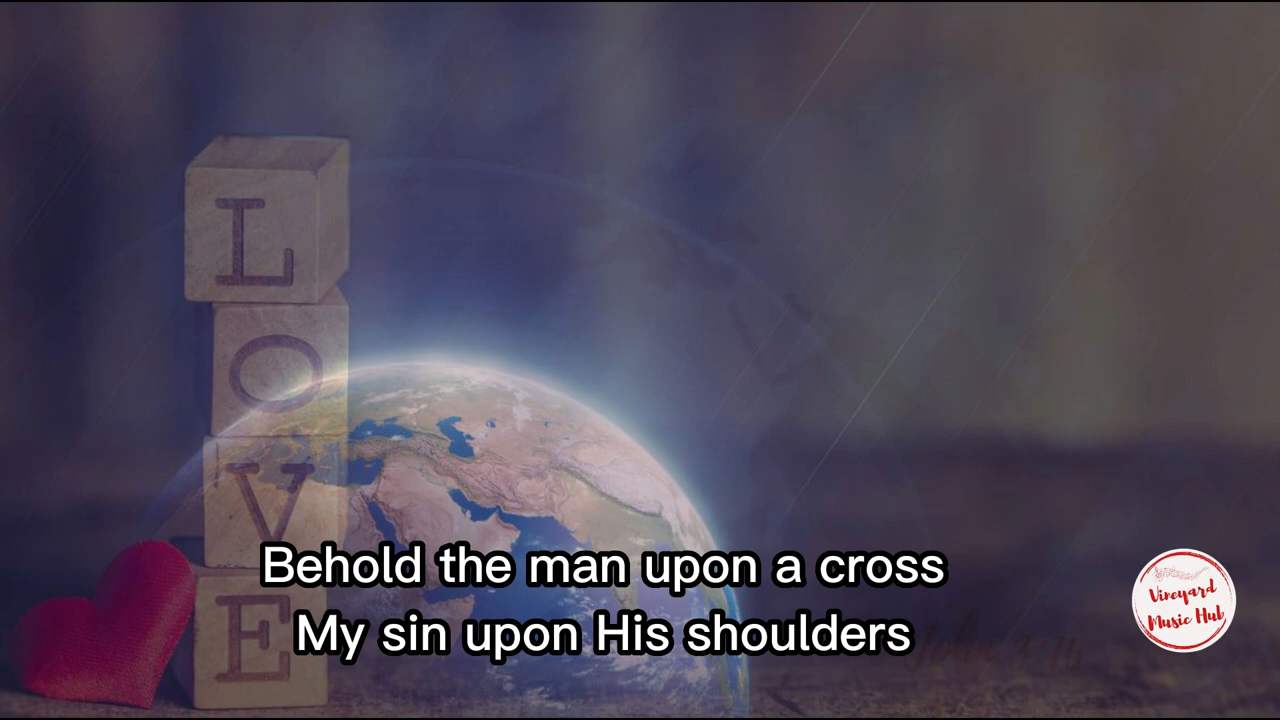 L
O
V
E
Behold the man upon a cross
My sin upon His shoulders
Vineyard
Music Hub